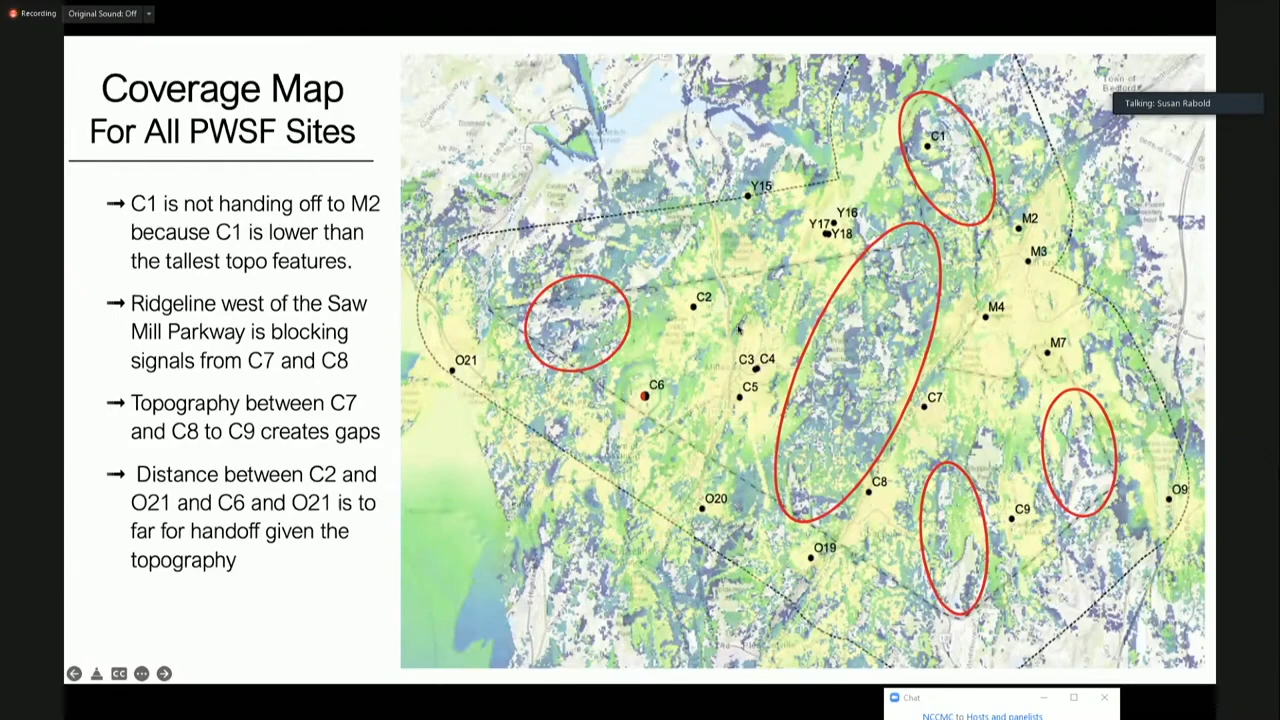 Recording
Original Sound: Off
Coverage Map
For All PWSF Sites
→ C1 is not handing off to M2
because C1 is lower than
the tallest topo features.
→ Ridgeline west of the Saw
Mill Parkway is blocking
signals from C7 and C8
→ Topography between C7
and C8 to C9 creates gaps
→ Distance between C2 and
O21 and C6 and O21 is to
far for handoff given the
topography
Town of
Bedford
Talking: Susan Rabold
C1
Y15
Y16
Y17
Y18
M2
M3
C2
M4
O21
C3
C4
M7
C6
C5
C7
C8
O20
C9
O9
O19
CC
Chat
NCCMC to Hosts and panelists